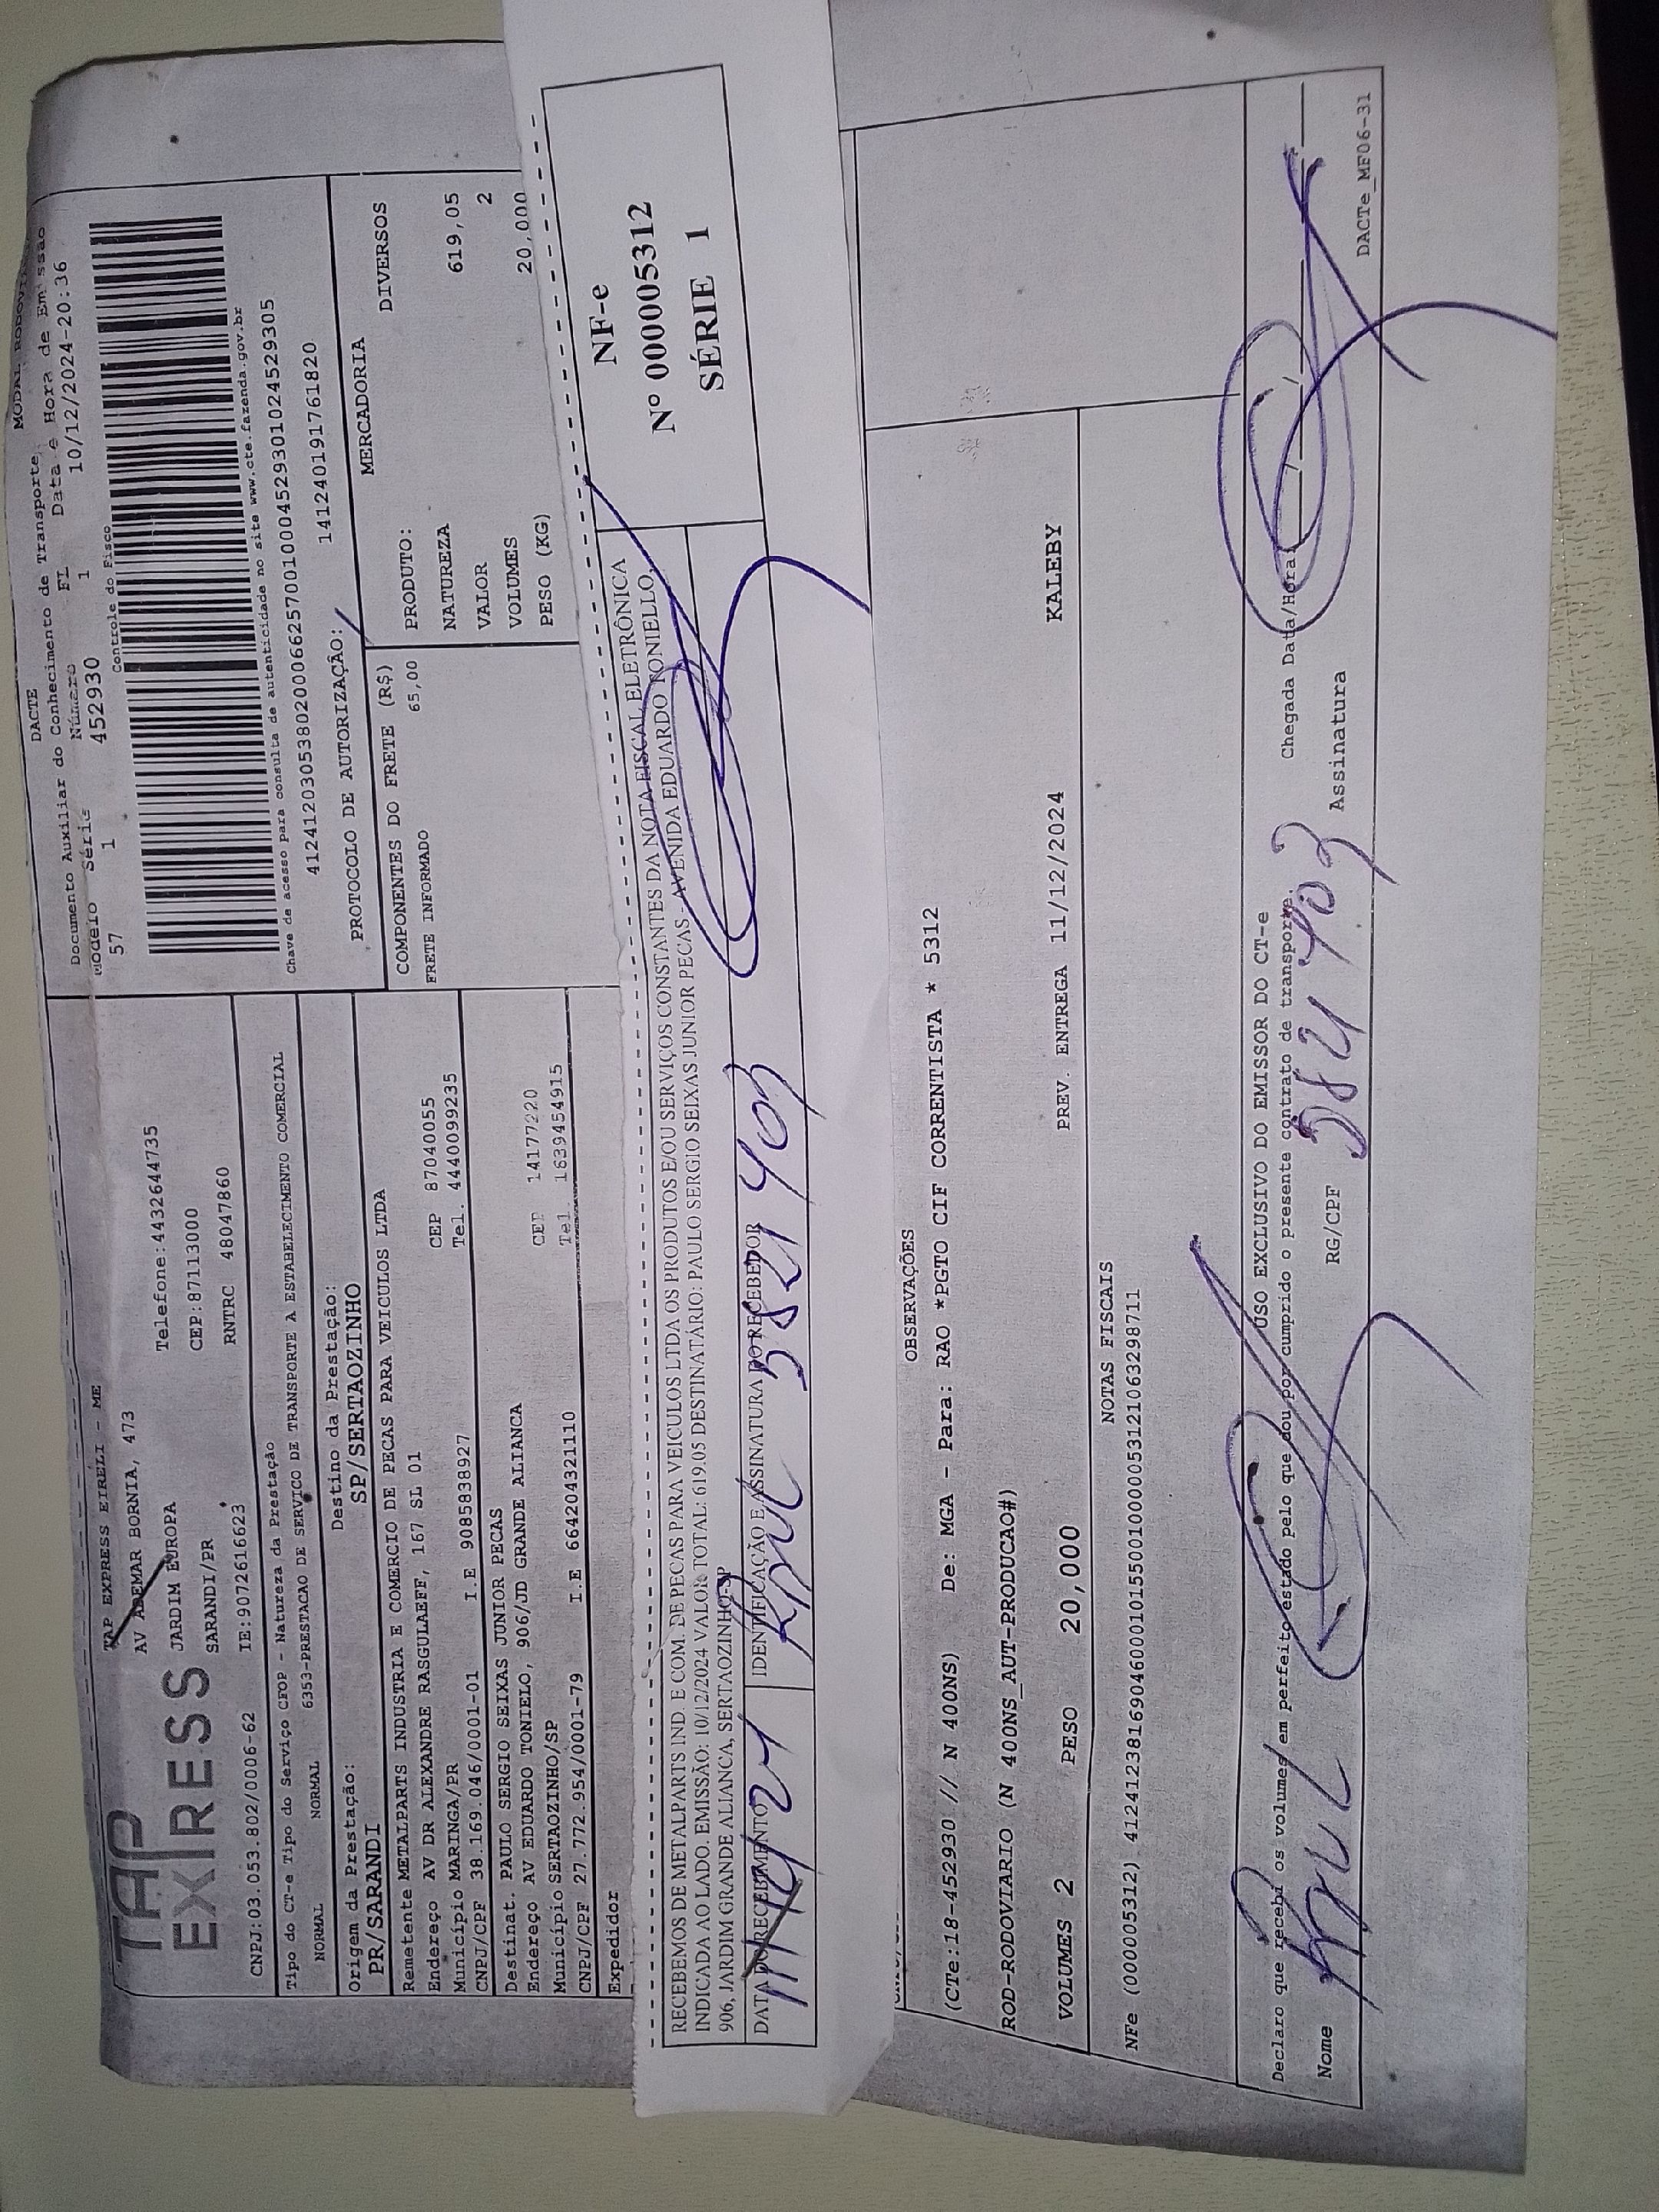 DACTE
MODAL RODOVI
Documento Auxiliar do Conhecimento de Transporte
Modelo Série Número FL Data e Hora de Emissão
57 1 452930 1 10/12/2024-20:36
Controle do Fisco
Chave de acesso para consulta de autenticidade no site www.cte.fazenda.gov.br
41241203053802000662570010004529301024529305
PROTOCOLO DE AUTORIZAÇÃO: 141240191761820
TAP EXPRESS
TAP EXPRESS EIRELI - ME
AV ADEMAR BORNIA, 473
JARDIM EUROPA
SARANDI/PR
Telefone:4432644735
CEP:87113000
CNPJ:03.053.802/0006-62 IE:9072616623 RNTRC 48047860
Tipo do CT-e Tipo do Serviço CFOP - Natureza da Prestação
NORMAL NORMAL 6353-PRESTACAO DE SERVICO DE TRANSPORTE A ESTABELECIMENTO COMERCIAL
Origem da Prestação: Destino da Prestação:
PR/SARANDI SP/SERTAOZINHO
Remetente METALPARTS INDUSTRIA E COMERCIO DE PECAS PARA VEICULOS LTDA
Endereço AV DR ALEXANDRE RASGULAEFF, 167 SL 01
Município MARINGA/PR CEP 87040055
CNPJ/CPF 38.169.046/0001-01 I.E 9085838927 Tel. 4440099235
Destinat. PAULO SERGIO SEIXAS JUNIOR PECAS
Endereço AV EDUARDO TONIELO, 906/JD GRANDE ALIANCA
Município SERTAOZINHO/SP CEP 14177220
CNPJ/CPF 27.772.954/0001-79 I.E 664204321110 Tel. 1639454915
Expedidor
COMPONENTES DO FRETE (R$)
FRETE INFORMADO 65,00
MERCADORIA
PRODUTO: DIVERSOS
NATUREZA
VALOR 619,05
VOLUMES 2
PESO (KG) 20,000
RECEBEMOS DE METALPARTS IND. E COM. DE PECAS PARA VEICULOS LTDA OS PRODUTOS E/OU SERVIÇOS CONSTANTES DA NOTA FISCAL ELETRÔNICA
INDICADA AO LADO. EMISSÃO: 10/12/2024 VALOR TOTAL: 619.05 DESTINATÁRIO: PAULO SERGIO SEIXAS JUNIOR PECAS - AVENIDA EDUARDO TONIELLO,
906, JARDIM GRANDE ALIANCA, SERTAOZINHO-SP
DATA DO RECEBIMENTO IDENTIFICAÇÃO E ASSINATURA DO RECEBEDOR
NF-e
Nº 000005312
SÉRIE 1
OBSERVAÇÕES
(CTe:18-452930 // N 400NS) De: MGA - Para: RAO *PGTO CIF CORRENTISTA * 5312
ROD-RODOVIARIO (N 400NS_AUT-PRODUCAO#)
VOLUMES 2 PESO 20,000 PREV. ENTREGA 11/12/2024 KALEBY
NOTAS FISCAIS
NFe (000005312) 41241238169046000101550010000053121063298711
USO EXCLUSIVO DO EMISSOR DO CT-e
Declaro que recebi os volumes em perfeito estado pelo que dou por cumprido o presente contrato de transporte.
Chegada Data/Hora __/__/__
Nome RG/CPF Assinatura
DACTe_MF06-31